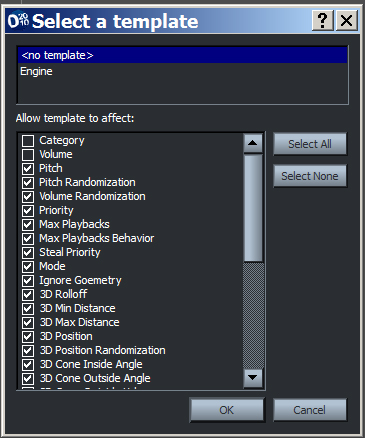 Select a template
<no template>
Engine
Allow template to affect:
Category
Volume
Pitch
Pitch Randomization
Volume Randomization
Priority
Max Playbacks
Max Playbacks Behavior
Steal Priority
Mode
Ignore Goemetry
3D Rolloff
3D Min Distance
3D Max Distance
3D Position
3D Position Randomization
3D Cone Inside Angle
3D Cone Outside Angle
Select All
Select None
OK
Cancel